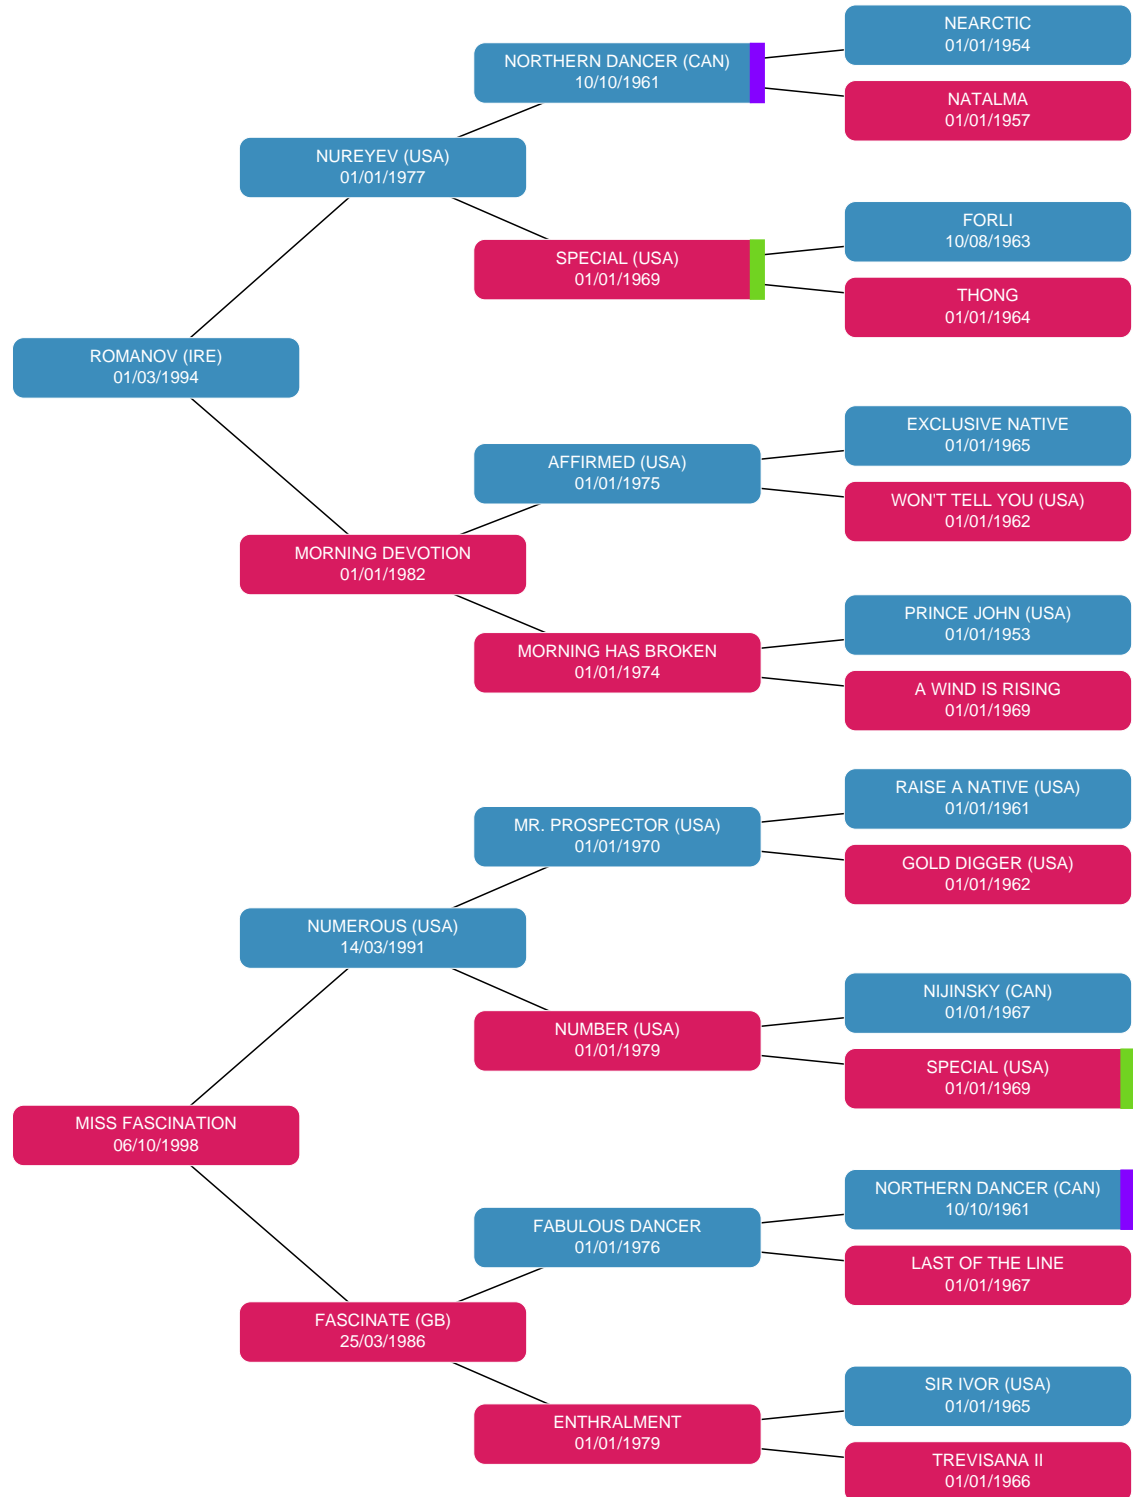 NEARCTIC
01/01/1954
NORTHERN DANCER (CAN)
10/10/1961
NATALMA
01/01/1957
NUREYEV (USA)
01/01/1977
FORLI
10/08/1963
SPECIAL (USA)
01/01/1969
THONG
01/01/1964
ROMANOV (IRE)
01/03/1994
EXCLUSIVE NATIVE
01/01/1965
AFFIRMED (USA)
01/01/1975
WON'T TELL YOU (USA)
01/01/1962
MORNING DEVOTION
01/01/1982
PRINCE JOHN (USA)
01/01/1953
MORNING HAS BROKEN
01/01/1974
A WIND IS RISING
01/01/1969
RAISE A NATIVE (USA)
01/01/1961
MR. PROSPECTOR (USA)
01/01/1970
GOLD DIGGER (USA)
01/01/1962
NUMEROUS (USA)
14/03/1991
NIJINSKY (CAN)
01/01/1967
NUMBER (USA)
01/01/1979
SPECIAL (USA)
01/01/1969
MISS FASCINATION
06/10/1998
NORTHERN DANCER (CAN)
10/10/1961
FABULOUS DANCER
01/01/1976
LAST OF THE LINE
01/01/1967
FASCINATE (GB)
25/03/1986
SIR IVOR (USA)
01/01/1965
ENTHRALMENT
01/01/1979
TREVISANA II
01/01/1966